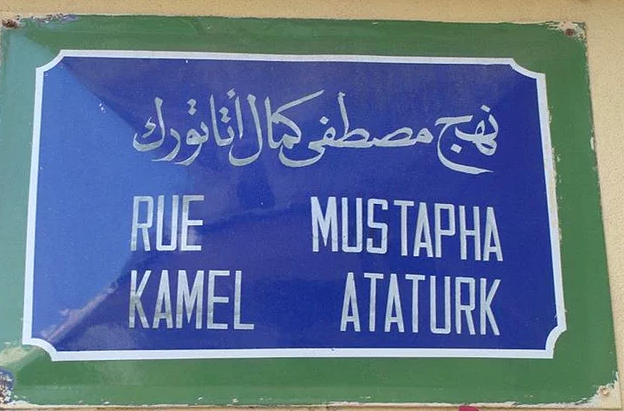 نهج مصطفى كمال أتاتورك
RUE MUSTAPHA
KAMEL ATATURK